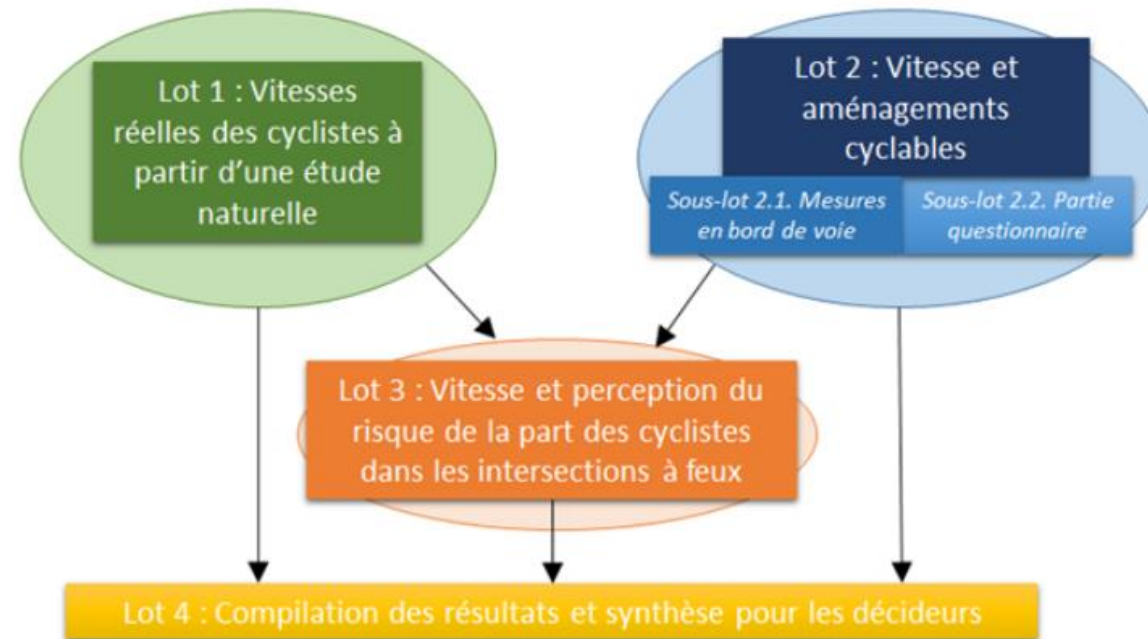 Lot 1 : Vitesses
réelles des cyclistes à
partir d'une étude
naturelle
Lot 2 : Vitesse et
aménagements
cyclables
Sous-lot 2.1. Mesures
en bord de voie
Sous-lot 2.2. Partie
questionnaire
Lot 3 : Vitesse et perception du
risque de la part des cyclistes
dans les intersections à feux
Lot 4 : Compilation des résultats et synthèse pour les décideurs